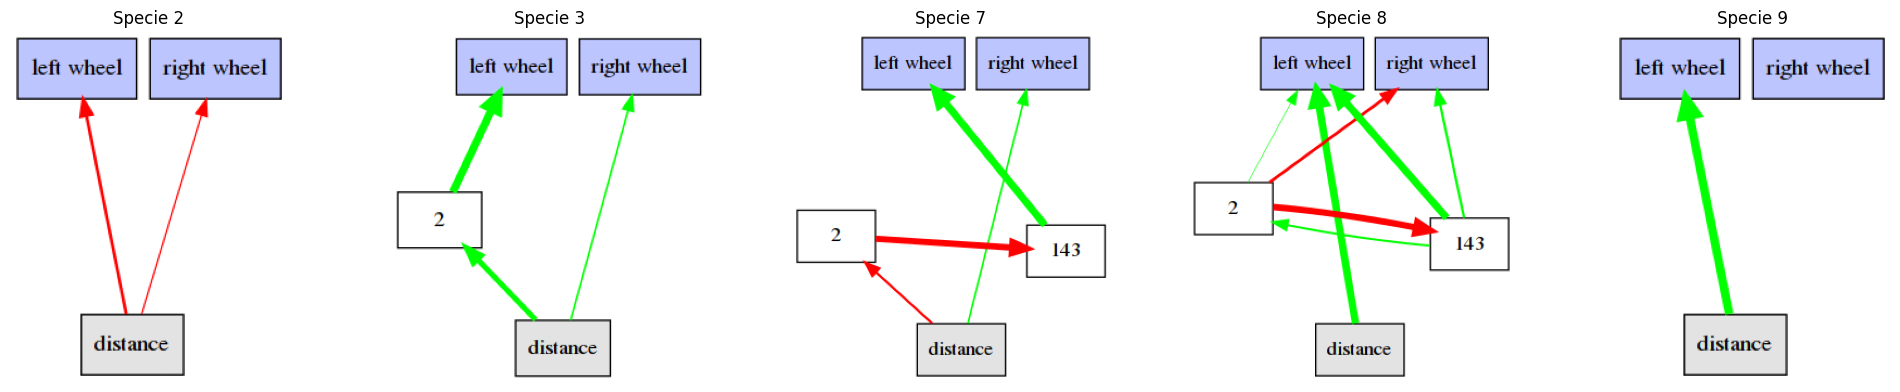 Specie 2
left wheel
right wheel
distance
Specie 3
left wheel
right wheel
2
distance
Specie 7
left wheel
right wheel
2
143
distance
Specie 8
left wheel
right wheel
2
143
distance
Specie 9
left wheel
right wheel
distance